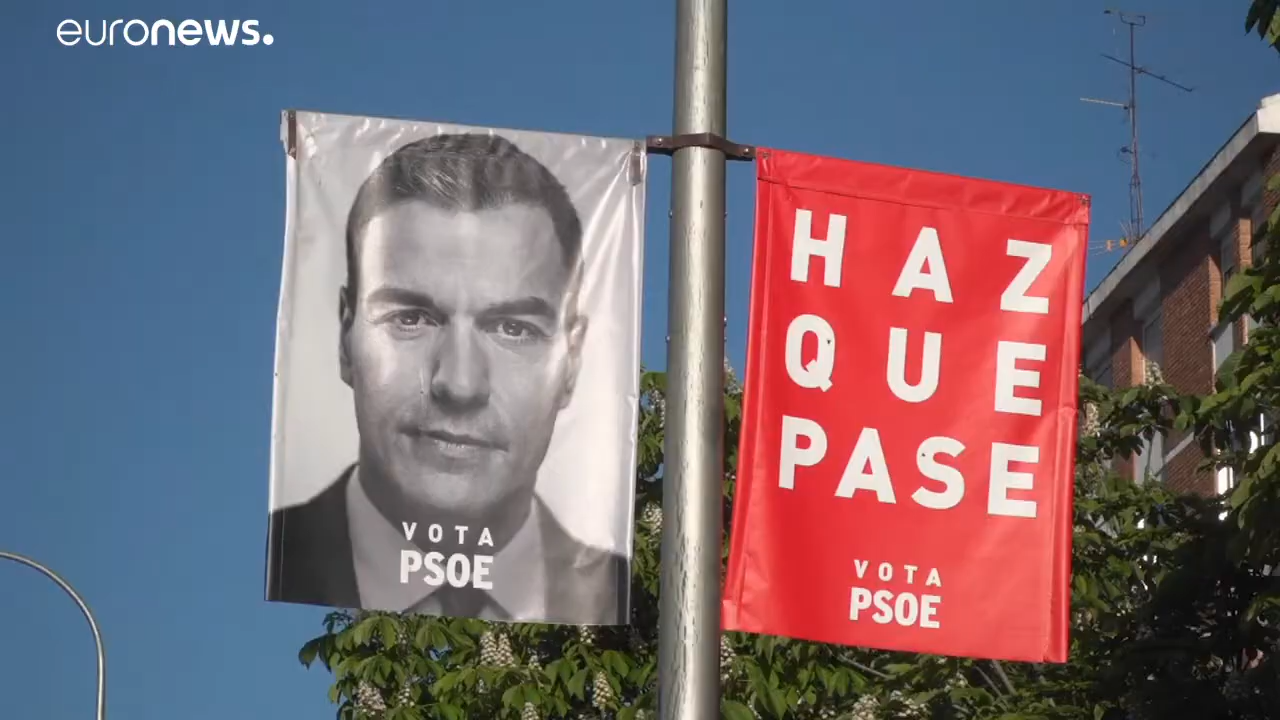 euronews.
VOTA
PSOE
HAZ
QUE
PASE
VOTA
PSOE